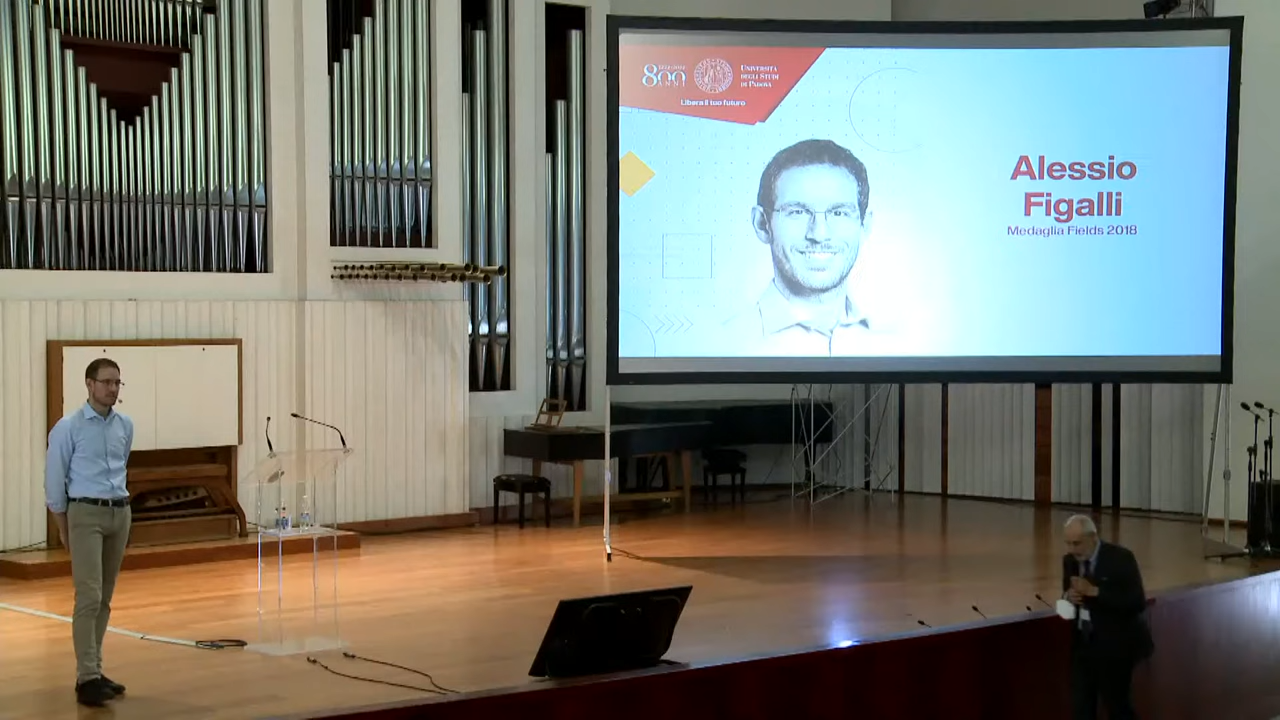 800
ANNI
UNIVERSITÀ
DEGLI STUDI
DI PADOVA
Libera il tuo futuro
Alessio
Figalli
Medaglia Fields 2018